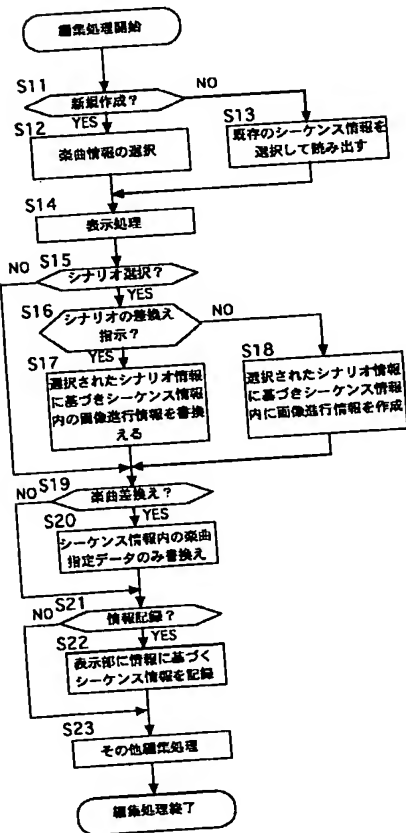 編集処理開始
S11
新規作成？
NO
YES
S12
楽曲情報の選択
S13
既存のシーケンス情報を
選択して読み出す
S14
表示処理
S15
NO
シナリオ選択？
YES
S16
シナリオの差換え
指示？
NO
YES
S17
選択されたシナリオ情報
に基づきシーケンス情報
内の画像進行情報を書換
える
S18
選択されたシナリオ情報
に基づきシーケンス情報
内に画像進行情報を作成
S19
NO
楽曲差換え？
YES
S20
シーケンス情報内の楽曲
指定データのみ書換え
S21
NO
情報記録？
YES
S22
表示部に情報に基づく
シーケンス情報を記録
S23
その他編集処理
編集処理終了